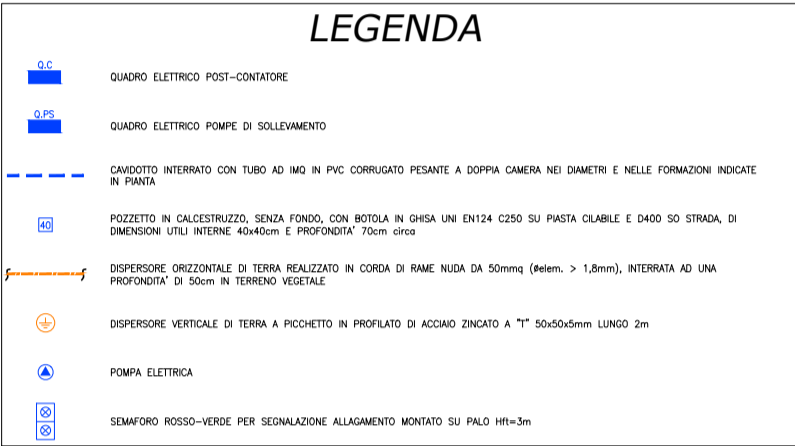 LEGENDA
Q.C
QUADRO ELETTRICO POST-CONTATORE
Q.PS
QUADRO ELETTRICO POMPE DI SOLLEVAMENTO
CAVIDOTTO INTERRATO CON TUBO AD IMQ IN PVC CORRUGATO PESANTE A DOPPIA CAMERA NEI DIAMETRI E NELLE FORMAZIONI INDICATE
IN PIANTA
40
POZZETTO IN CALCESTRUZZO, SENZA FONDO, CON BOTOLA IN GHISA UNI EN124 C250 SU PIASTA CILABILE E D400 SO STRADA, DI
DIMENSIONI UTILI INTERNE 40x40cm E PROFONDITA' 70cm circa
DISPERSORE ORIZZONTALE DI TERRA REALIZZATO IN CORDA DI RAME NUDA DA 50mmq (Øelem. > 1,8mm), INTERRATA AD UNA
PROFONDITA' DI 50cm IN TERRENO VEGETALE
DISPERSORE VERTICALE DI TERRA A PICCHETTO IN PROFILATO DI ACCIAIO ZINCATO A "T" 50x50x5mm LUNGO 2m
POMPA ELETTRICA
SEMAFORO ROSSO-VERDE PER SEGNALAZIONE ALLAGAMENTO MONTATO SU PALO Hft=3m